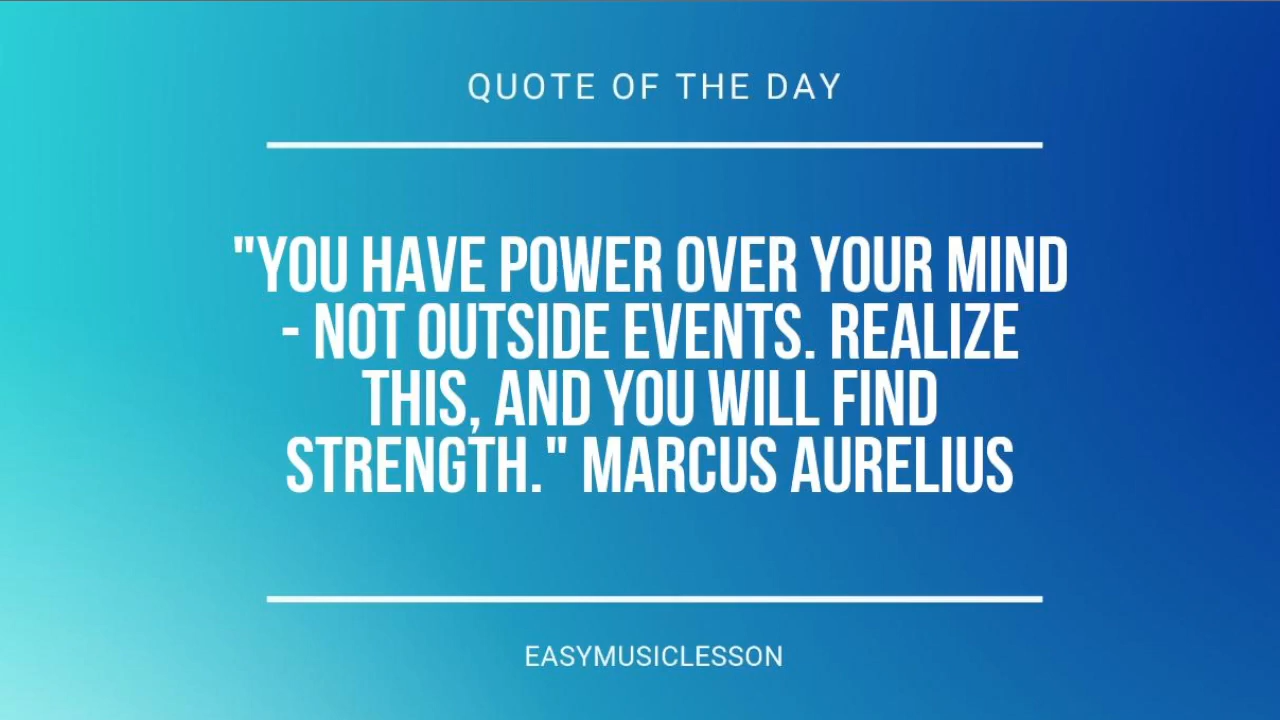 QUOTE OF THE DAY
"YOU HAVE POWER OVER YOUR MIND
- NOT OUTSIDE EVENTS. REALIZE
THIS, AND YOU WILL FIND
STRENGTH." MARCUS AURELIUS
EASYMUSICLESSON